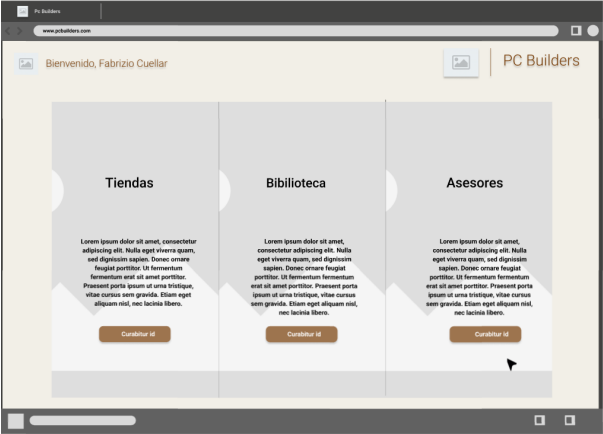 Pc Builders
www.pcbuilders.com
Bienvenido, Fabrizio Cuellar
PC Builders
Tiendas
Lorem ipsum dolor sit amet, consectetur
adipiscing elit. Nulla eget viverra quam,
sed dignissim sapien. Donec ornare
feugiat porttitor. Ut fermentum
fermentum erat sit amet porttitor.
Praesent porta ipsum ut urna tristique,
vitae cursus sem gravida. Etiam eget
aliquam nisl, nec lacinia libero.
Curabitur id
Bibilioteca
Lorem ipsum dolor sit amet,
consectetur adipiscing elit. Nulla
eget viverra quam, sed dignissim
sapien. Donec ornare feugiat
porttitor. Ut fermentum fermentum
erat sit amet porttitor. Praesent porta
ipsum ut urna tristique, vitae cursus
sem gravida. Etiam eget aliquam nisl,
nec lacinia libero.
Curabitur id
Asesores
Lorem ipsum dolor sit amet,
consectetur adipiscing elit. Nulla
eget viverra quam, sed dignissim
sapien. Donec ornare feugiat
porttitor. Ut fermentum fermentum
erat sit amet porttitor. Praesent porta
ipsum ut urna tristique, vitae cursus
sem gravida. Etiam eget aliquam nisl,
nec lacinia libero.
Curabitur id